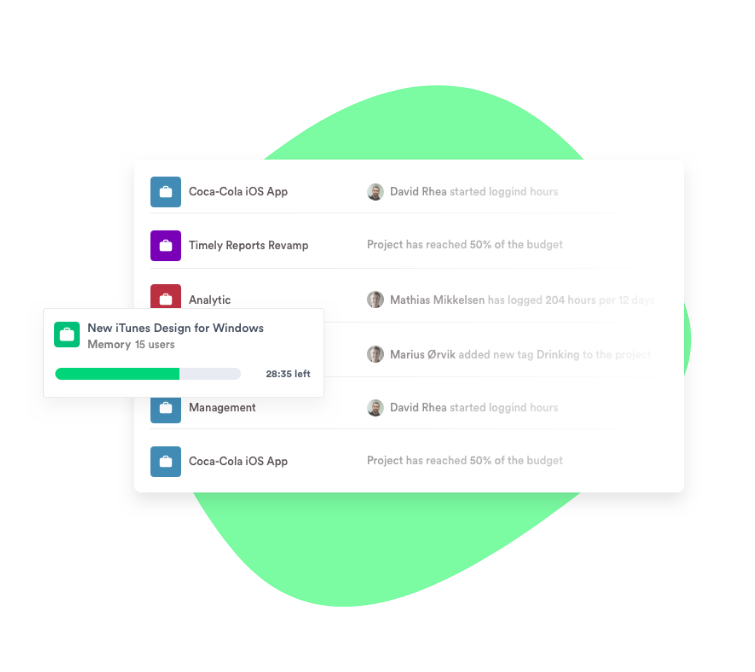 Coca-Cola iOS App
David Rhea started loggind hours
Timely Reports Revamp
Project has reached 50% of the budget
Analytic
Mathias Mikkelsen has logged 204 hours per 12 days
New iTunes Design for Windows
Memory 15 users
28:35 left
Marius Ørvik added new tag Drinking to the project
Management
David Rhea started loggind hours
Coca-Cola iOS App
Project has reached 50% of the budget